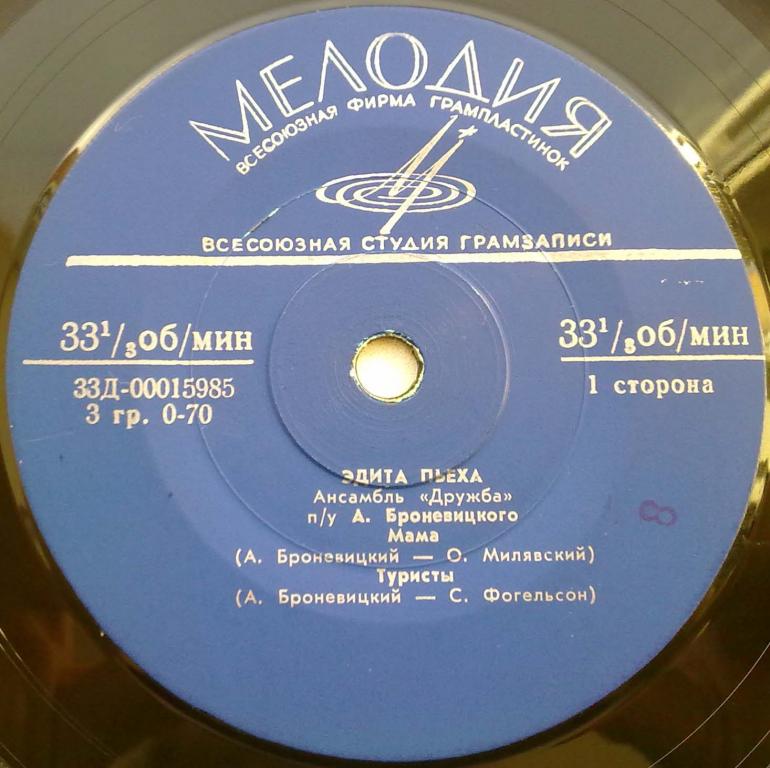 МЕЛОДИЯ
ВСЕСОЮЗНАЯ ФИРМА ГРАМПЛАСТИНОК
ВСЕСОЮЗНАЯ СТУДИЯ ГРАМЗАПИСИ
33¹/₃об/мин
33¹/₃об/мин
33Д-00015985
1 сторона
3 гр. 0-70
ЭДИТА ПЬЕХА
Ансамбль «Дружба»
п/у А. Броневицкого
Мама
(А. Броневицкий — О. Милявский)
Туристы
(А. Броневицкий — С. Фогельсон)
8